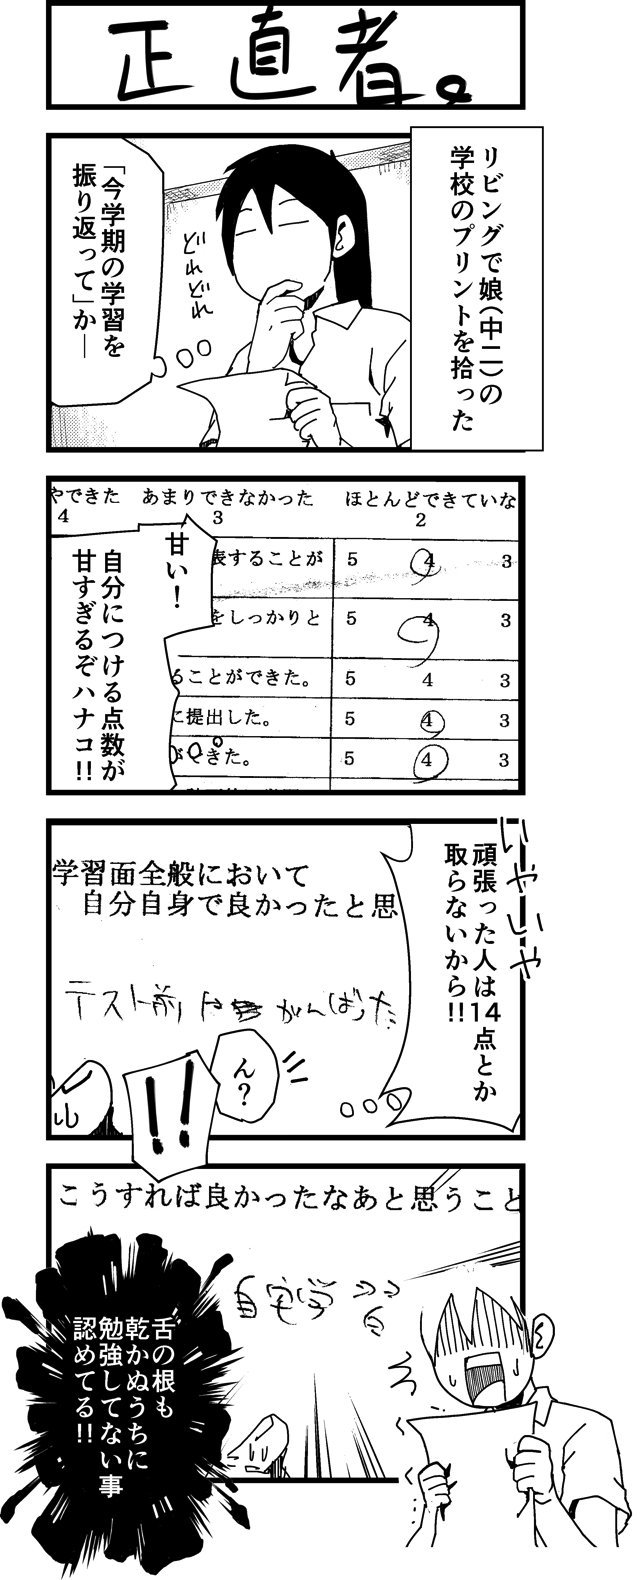 正直者。
リビングで娘(中二)の
学校のプリントを拾った
どれどれ
「今学期の学習を
振り返って」か―
やできた あまりできなかった ほとんどできていな
4 3 2
表することが 5 4 3
をしっかりと 5 4 3
ることができた。 5 4 3
に提出した。 5 4 3
ができた。 5 4 3
甘い!
自分につける点数が
甘すぎるぞハナコ!!
いやいや
頑張った人は14点とか
取らないから!!
学習面全般において
自分自身で良かったと思
テスト前
がんばった
ん?
!!
こうすれば良かったなあと思うこと
自宅学習
舌の根も
乾かぬうちに
勉強してない事
認めてる!!